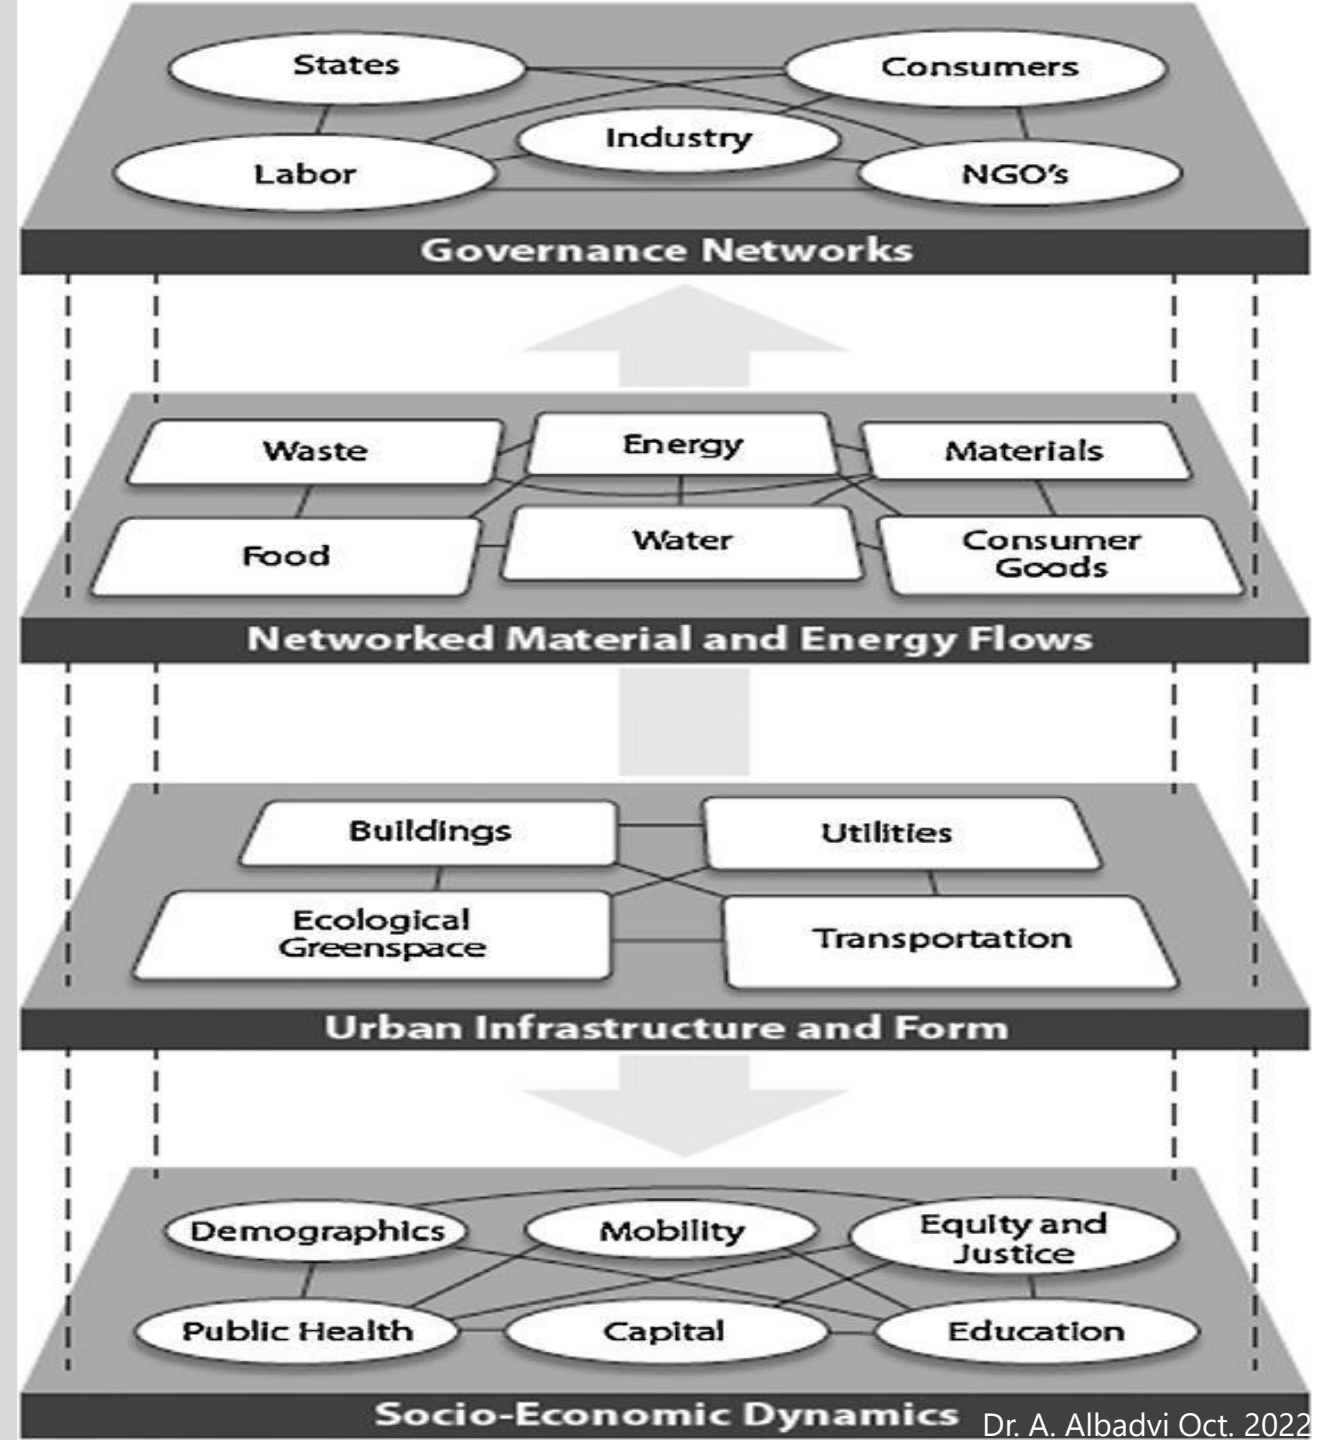 States
Consumers
Industry
Labor
NGO's
Governance Networks
Waste
Energy
Materials
Food
Water
Consumer
Goods
Networked Material and Energy Flows
Buildings
Utilities
Ecological
Greenspace
Transportation
Urban Infrastructure and Form
Demographics
Mobility
Equity and
Justice
Public Health
Capital
Education
Socio-Economic Dynamics
Dr. A. Albadvi Oct. 2022